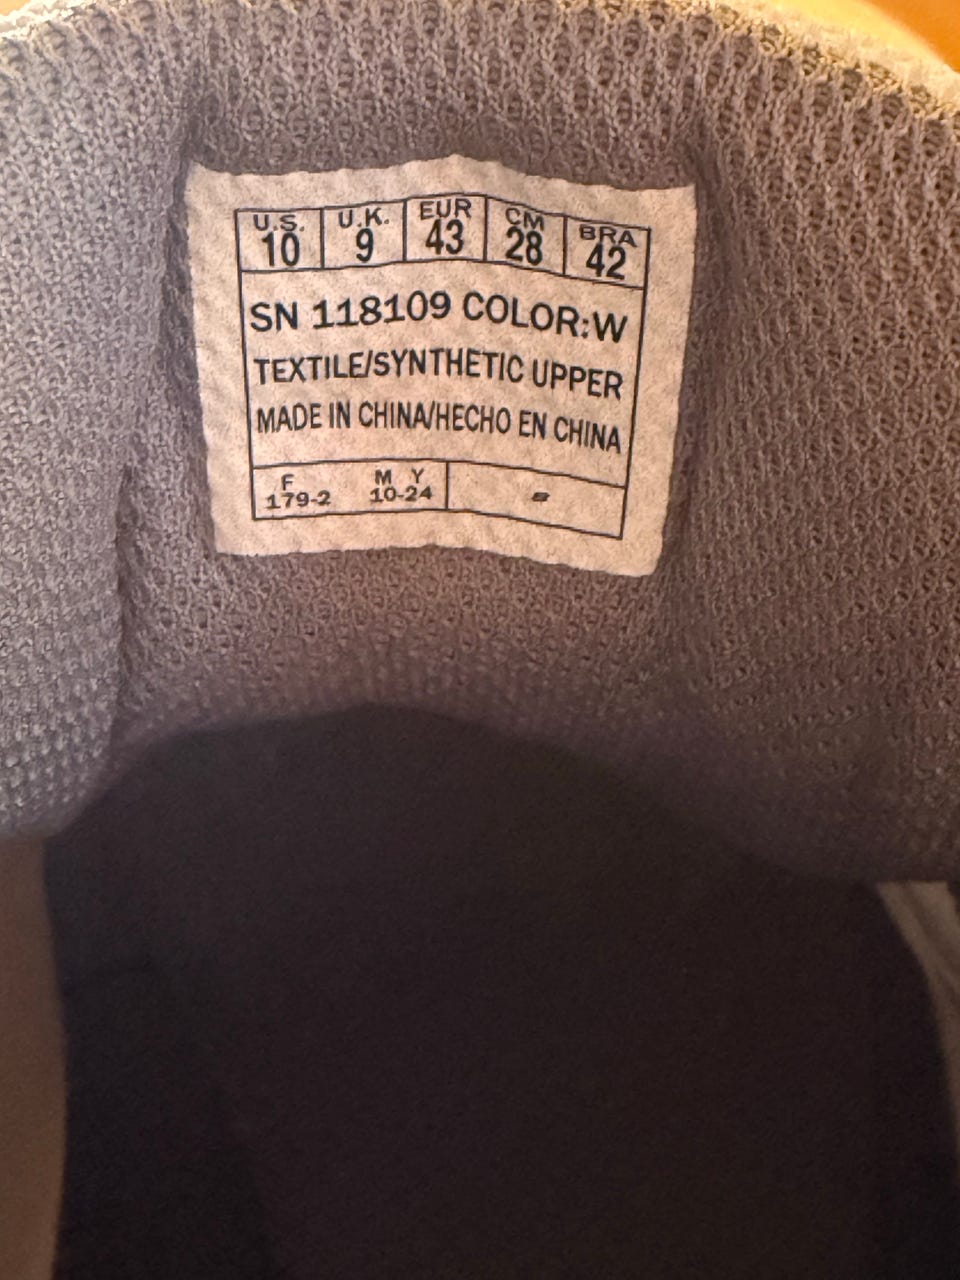 U.S. U.K. EUR CM BRA
10 9 43 28 42
SN 118109 COLOR:W
TEXTILE/SYNTHETIC UPPER
MADE IN CHINA/HECHO EN CHINA
F M Y
179-2 10-24